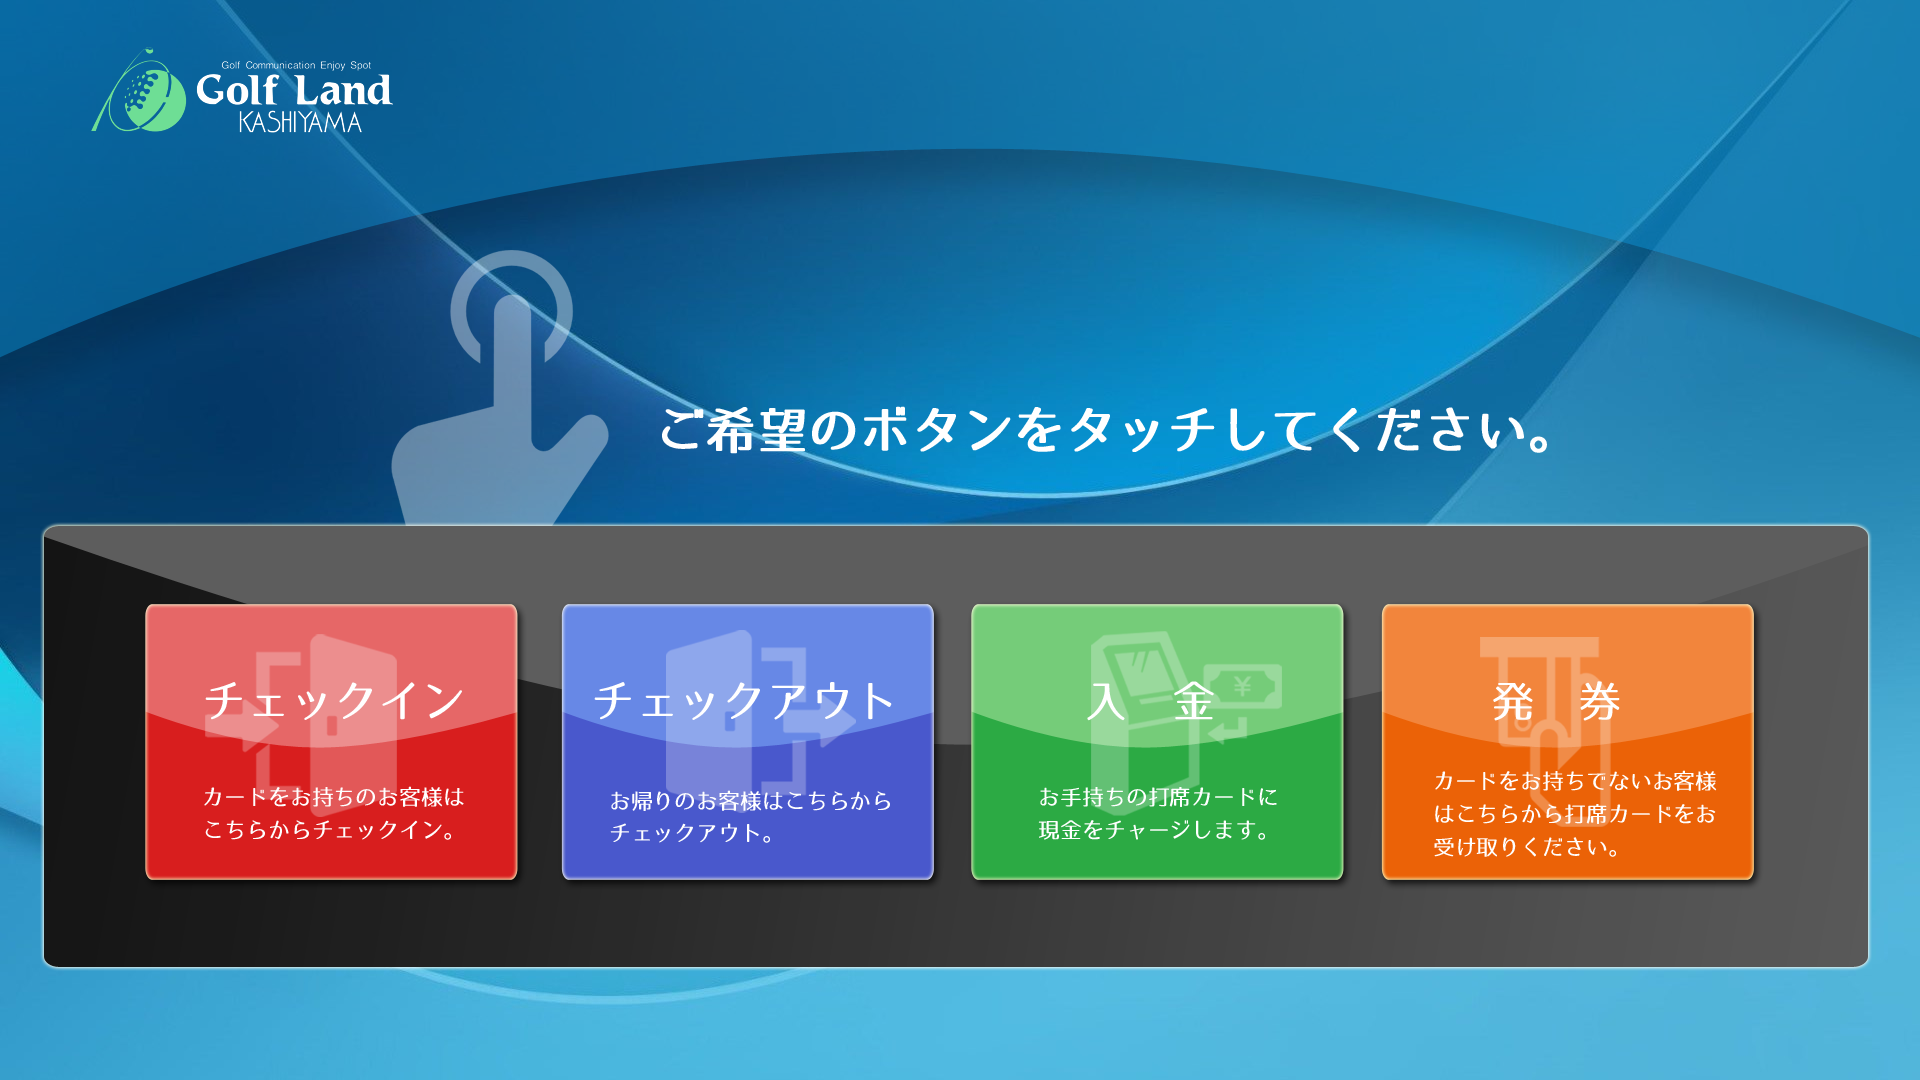 Golf Communication Enjoy Spot
Golf Land
KASHIYAMA
ご希望のボタンをタッチしてください。
チェックイン
カードをお持ちのお客様は
こちらからチェックイン。
チェックアウト
お帰りのお客様はこちらから
チェックアウト。
入　金
¥
お手持ちの打席カードに
現金をチャージします。
発　券
カードをお持ちでないお客様
はこちらから打席カードをお
受け取りください。